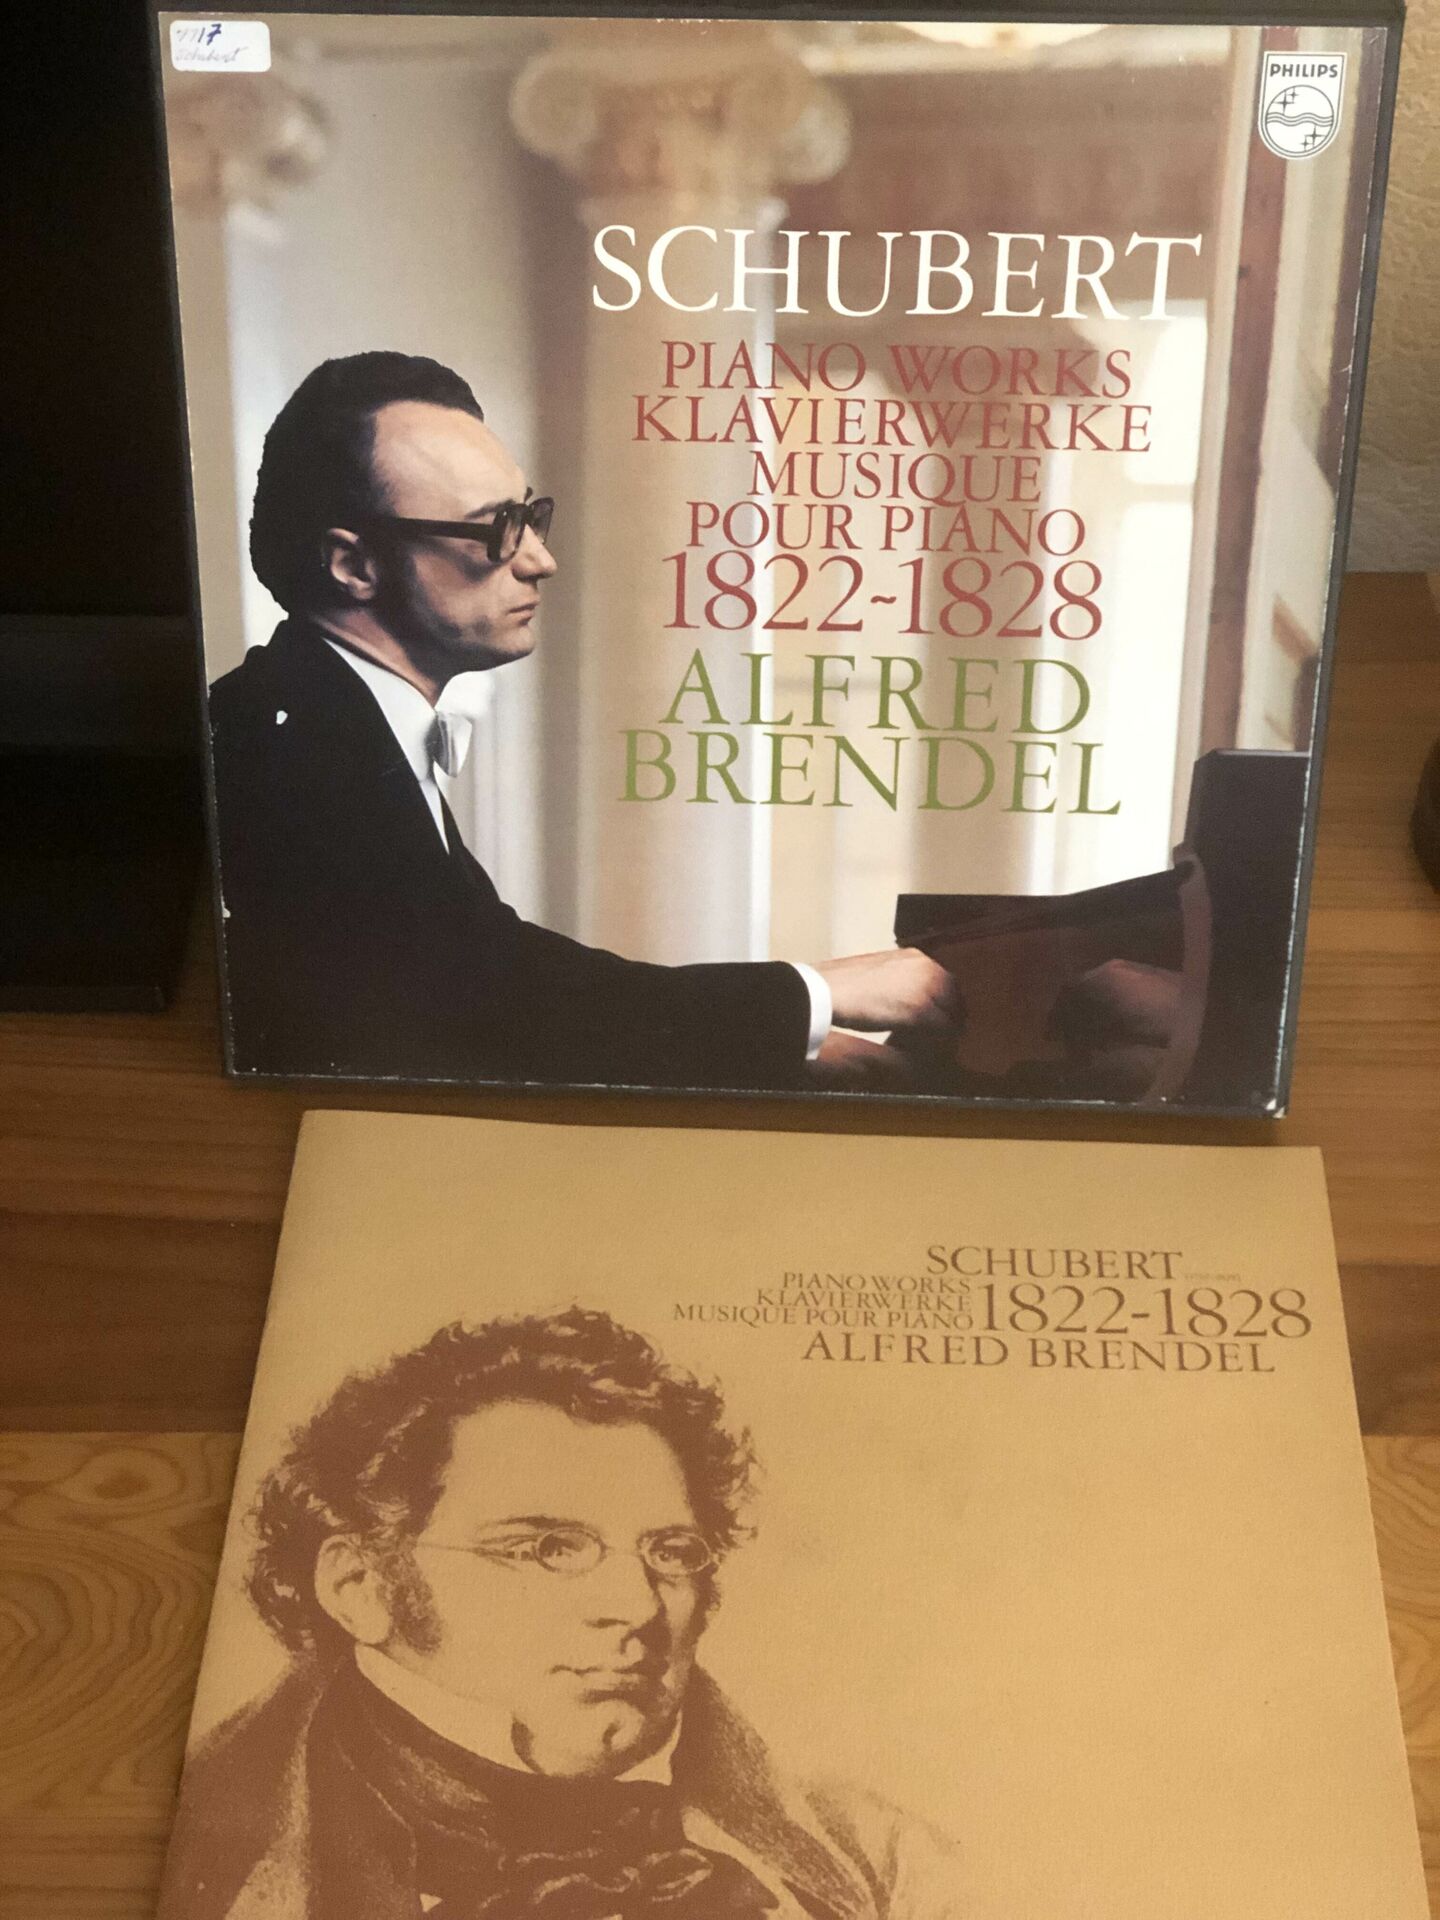 Schubert
PHILIPS
SCHUBERT
PIANO WORKS
KLAVIERWERKE
MUSIQUE
POUR PIANO
1822~1828
ALFRED
BRENDEL
SCHUBERT
PIANO WORKS
KLAVIERWERKE
MUSIQUE POUR PIANO
1822-1828
ALFRED BRENDEL